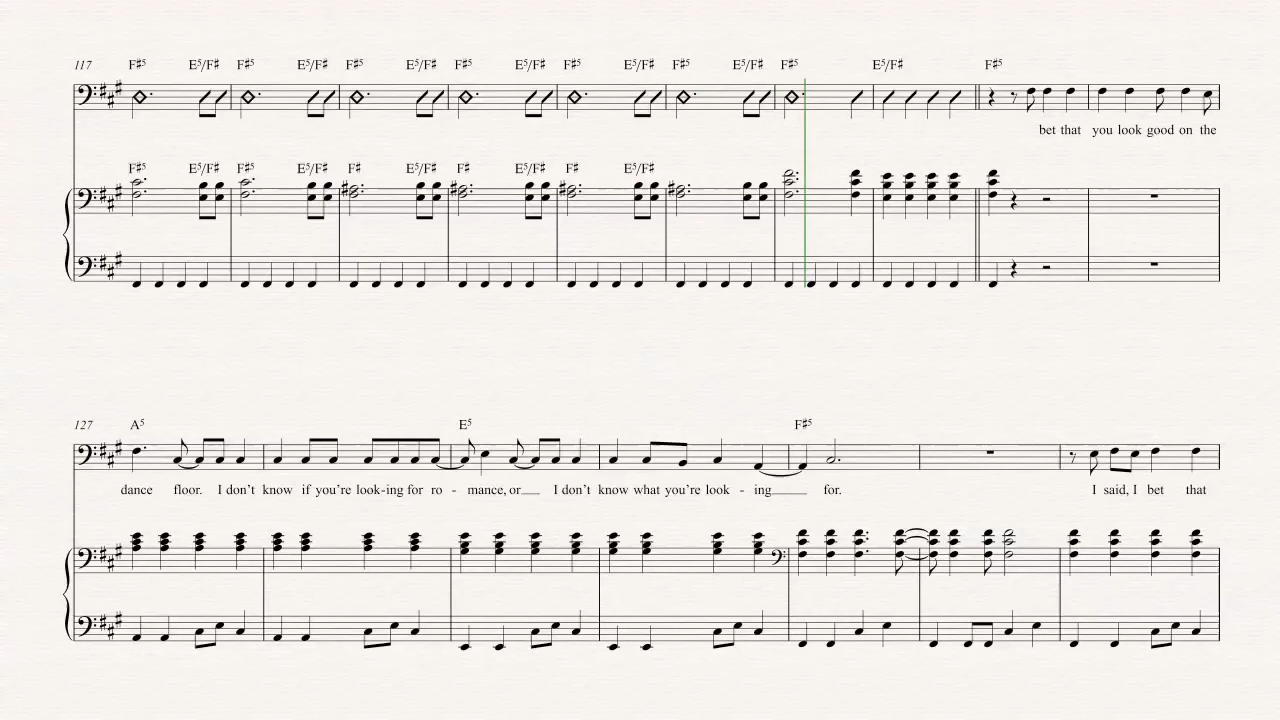 117 F♯5 E5/F♯ F♯5 E5/F♯ F♯5 E5/F♯ F♯5 E5/F♯ F♯5 E5/F♯ F♯5 E5/F♯ F♯5 E5/F♯ F♯5
bet that you look good on the
F♯5 E5/F♯ F♯5 E5/F♯ F♯ E5/F♯ F♯ E5/F♯ F♯ E5/F♯
127 A5 E5 F♯5
dance floor. I don't know if you're look-ing for ro - mance, or I don't know what you're look - ing for. I said, I bet that